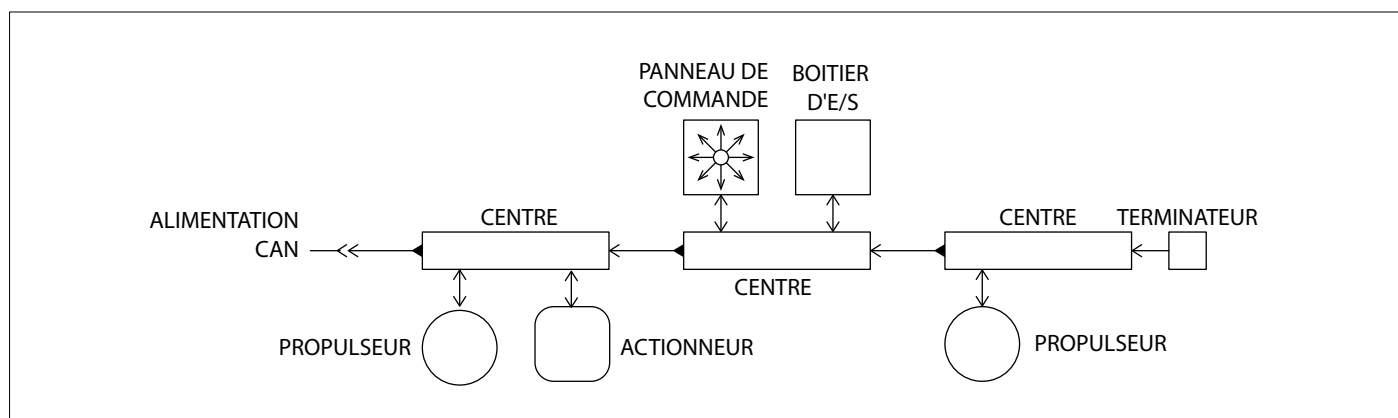 PANNEAU DE
COMMANDE
BOITIER
D'E/S
ALIMENTATION
CAN
CENTRE
CENTRE
CENTRE
TERMINATEUR
PROPULSEUR
ACTIONNEUR
PROPULSEUR